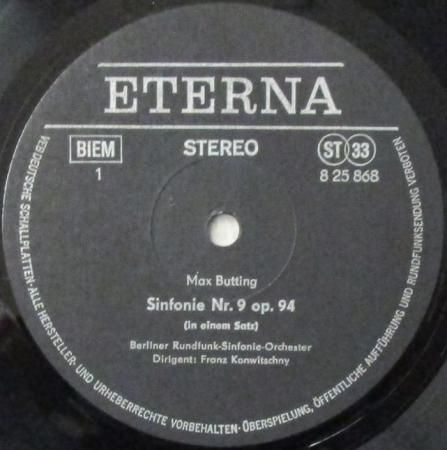 ETERNA
BIEM
STEREO
ST 33
1
8 25 868
Max Butting
Sinfonie Nr. 9 op. 94
(in einem Satz)
Berliner Rundfunk-Sinfonie-Orchester
Dirigent: Franz Konwitschny
VEB DEUTSCHE SCHALLPLATTEN · ALLE HERSTELLER- UND URHEBERRECHTE VORBEHALTEN · ÜBERSPIELUNG, ÖFFENTLICHE AUFFÜHRUNG UND RUNDFUNKSENDUNG VERBOTEN